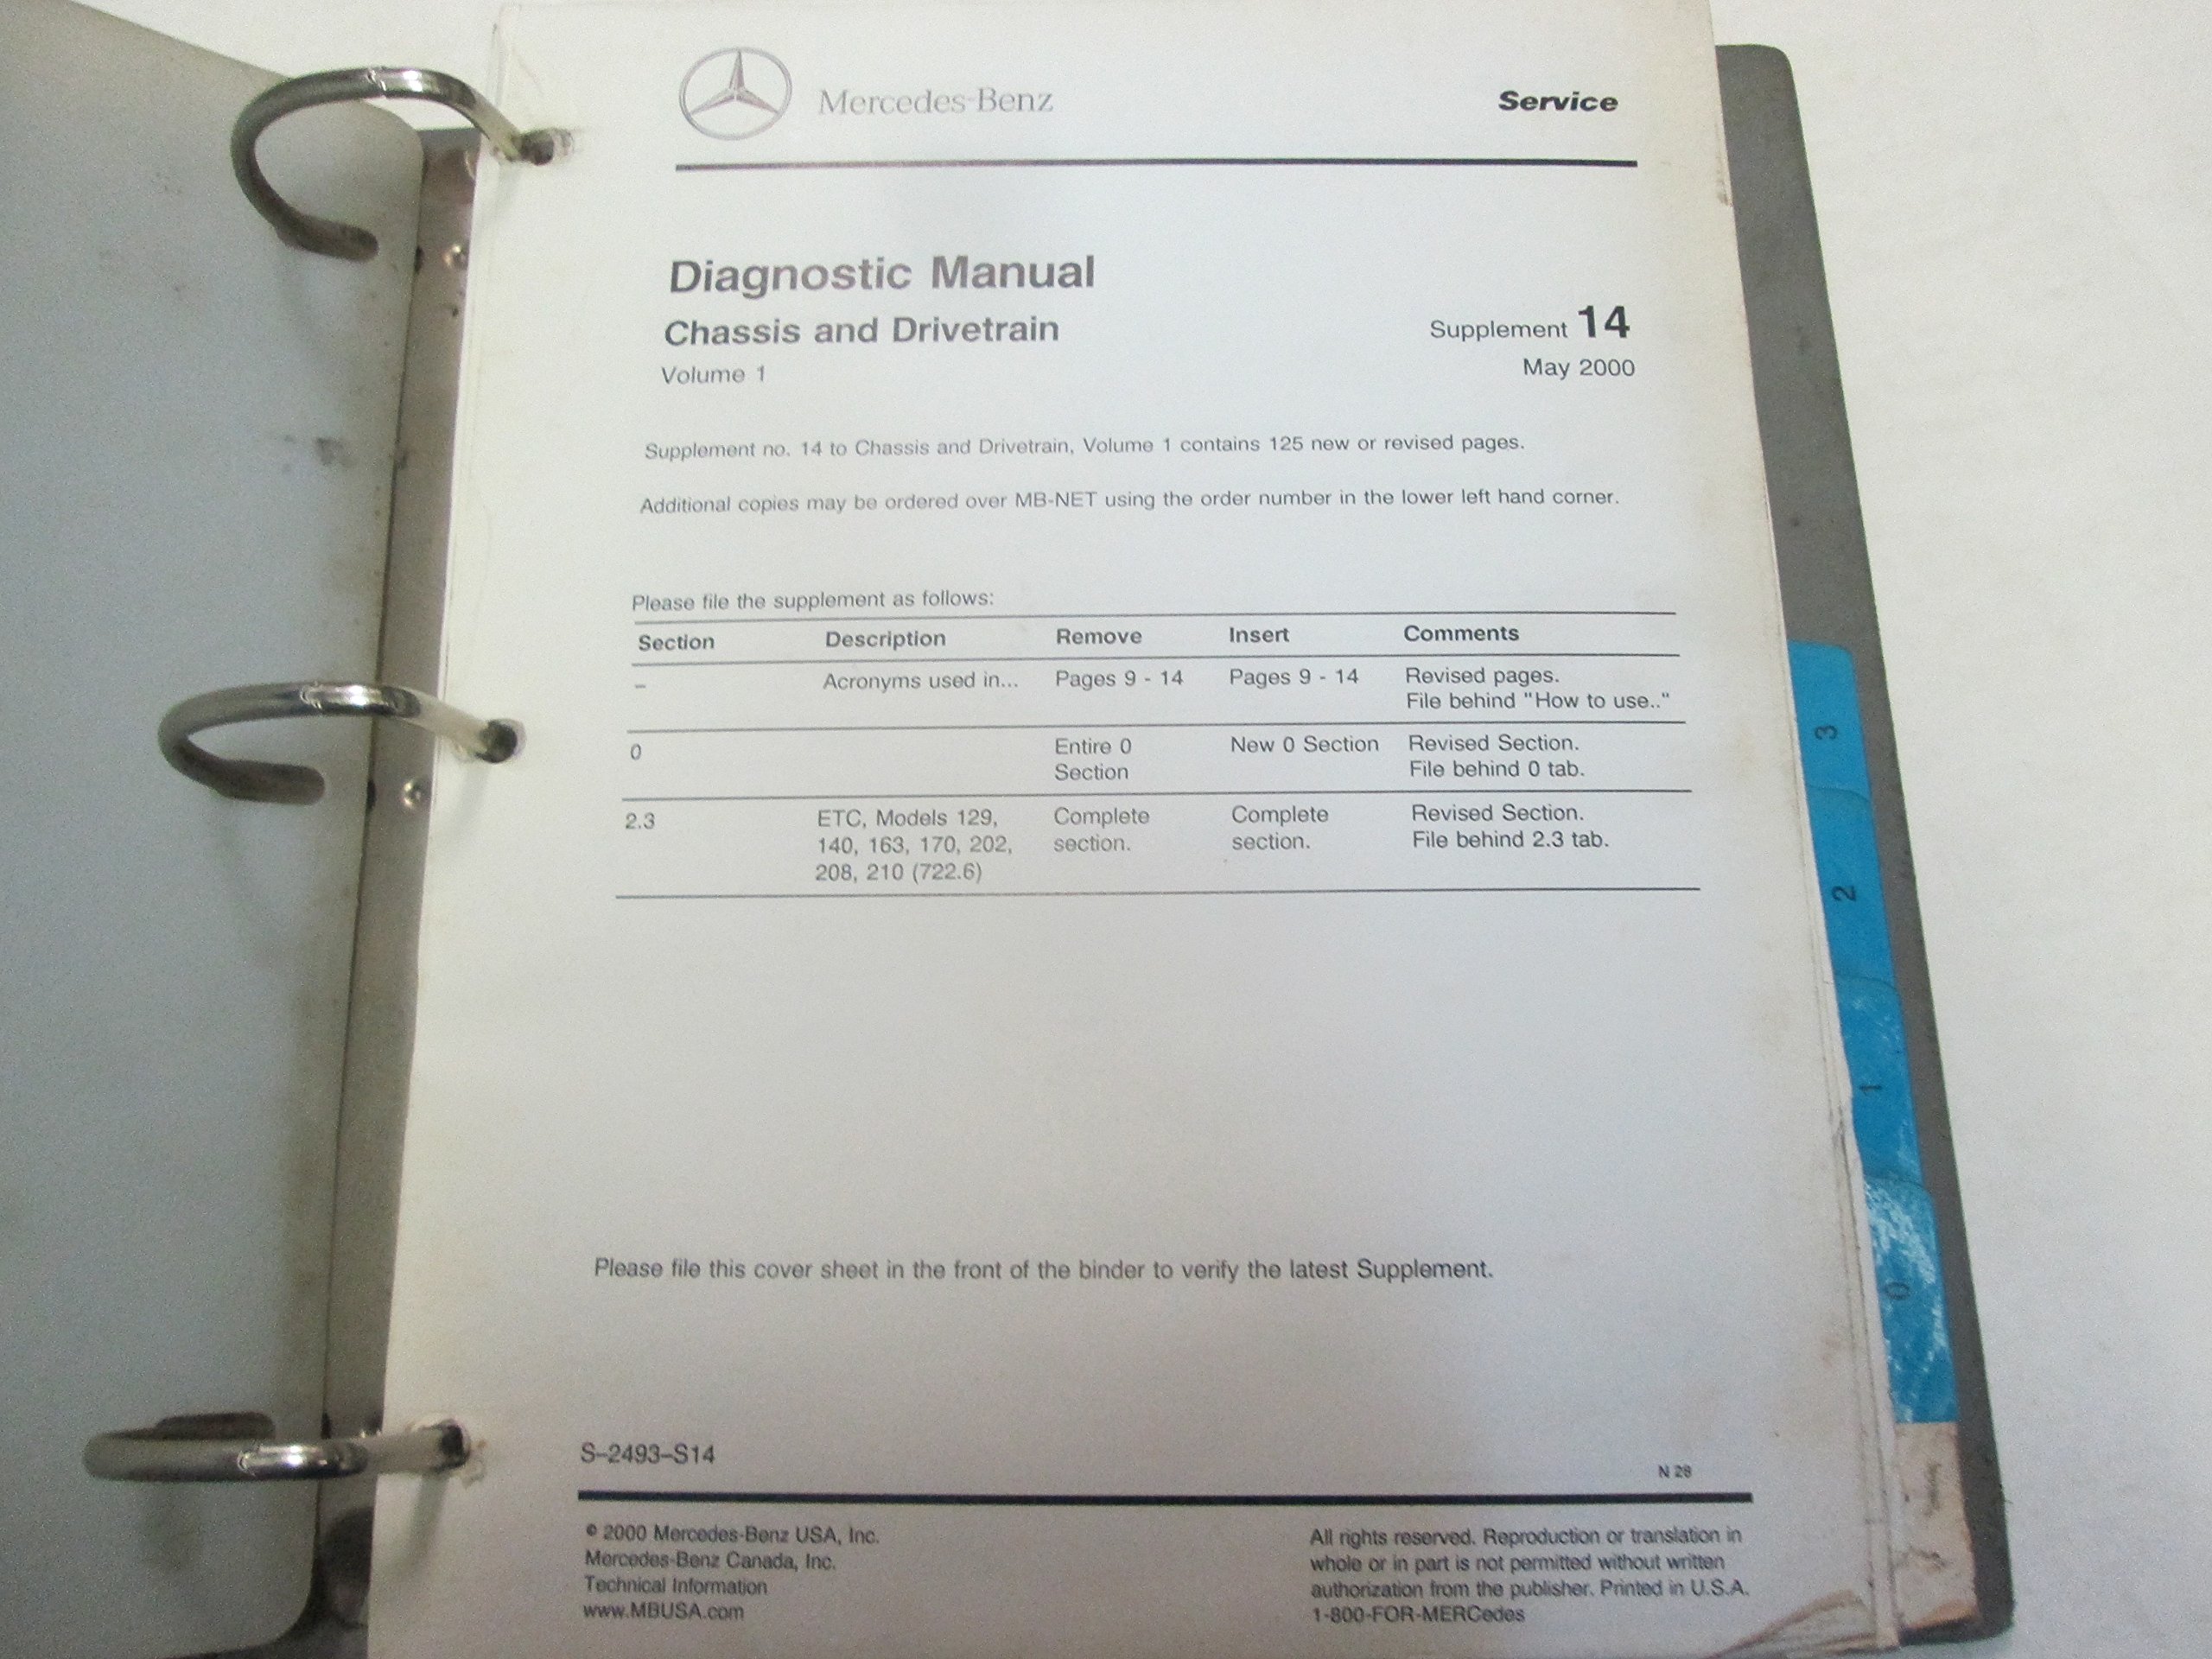 Mercedes-Benz
Service
Diagnostic Manual
Chassis and Drivetrain
Supplement 14
Volume 1
May 2000
Supplement no. 14 to Chassis and Drivetrain, Volume 1 contains 125 new or revised pages.
Additional copies may be ordered over MB-NET using the order number in the lower left hand corner.
Please file the supplement as follows:
Section Description Remove Insert Comments
– Acronyms used in... Pages 9 - 14 Pages 9 - 14 Revised pages.
File behind "How to use.."
0 Entire 0 New 0 Section Revised Section.
Section File behind 0 tab.
2.3 ETC, Models 129, Complete Complete Revised Section.
140, 163, 170, 202, section. section. File behind 2.3 tab.
208, 210 (722.6)
Please file this cover sheet in the front of the binder to verify the latest Supplement.
S–2493–S14
N 28
© 2000 Mercedes-Benz USA, Inc.
Mercedes-Benz Canada, Inc.
Technical Information
www.MBUSA.com
All rights reserved. Reproduction or translation in
whole or in part is not permitted without written
authorization from the publisher. Printed in U.S.A.
1-800-FOR-MERCedes
3
2
1
0